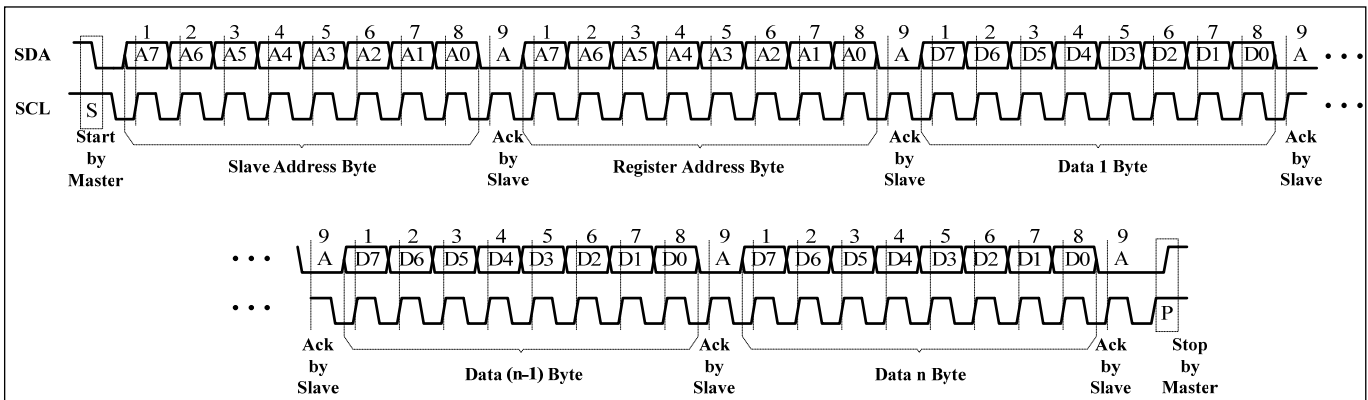 1 2 3 4 5 6 7 8 9 1 2 3 4 5 6 7 8 9 1 2 3 4 5 6 7 8 9
SDA A7 A6 A5 A4 A3 A2 A1 A0 A A7 A6 A5 A4 A3 A2 A1 A0 A D7 D6 D5 D4 D3 D2 D1 D0 A • • •
SCL S • • •
Start by Master
Slave Address Byte
Ack by Slave
Register Address Byte
Ack by Slave
Data 1 Byte
Ack by Slave
9 1 2 3 4 5 6 7 8 9 1 2 3 4 5 6 7 8 9
• • • A D7 D6 D5 D4 D3 D2 D1 D0 A D7 D6 D5 D4 D3 D2 D1 D0 A
• • • P
Ack by Slave
Data (n-1) Byte
Ack by Slave
Data n Byte
Ack by Slave
Stop by Master